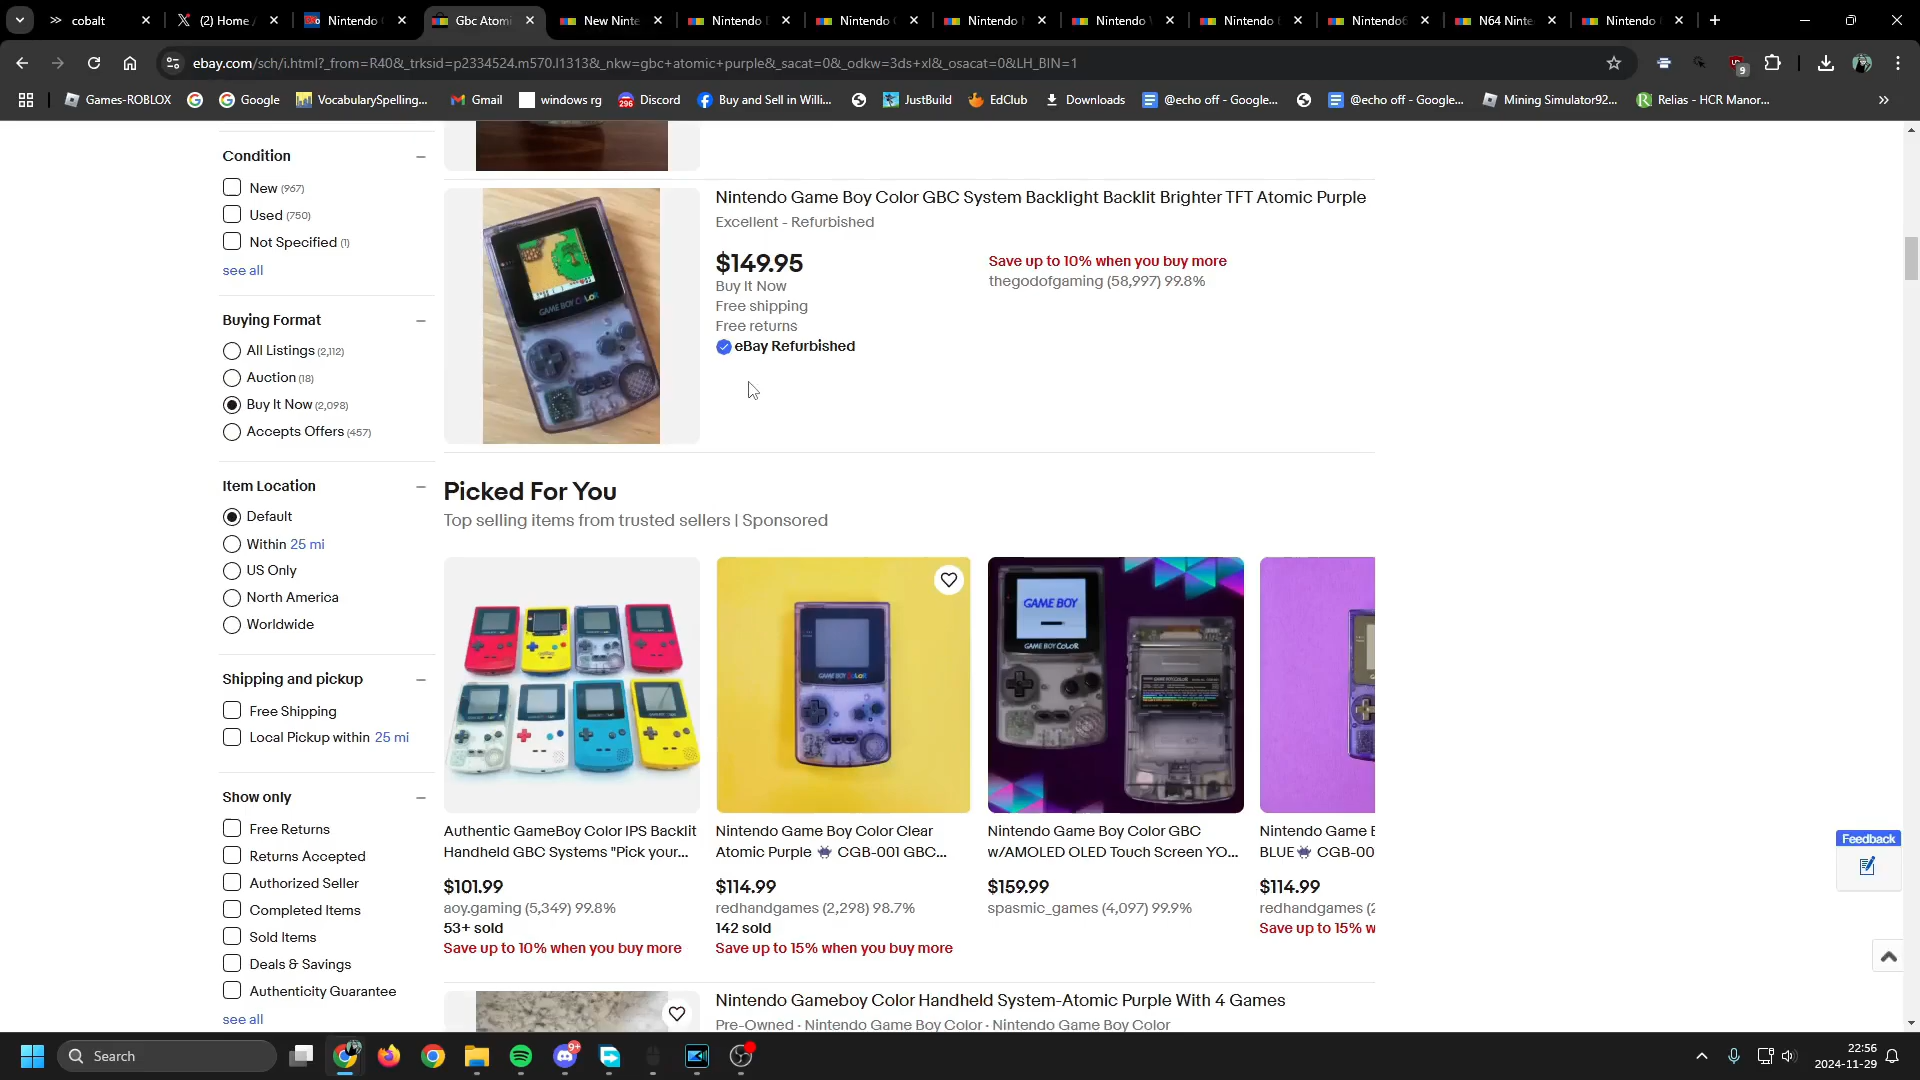 cobalt
(2) Home /
Nintendo
Gbc Atomi
New Ninte
Nintendo
Nintendo
Nintendo
Nintendo
Nintendo
Nintendo6
N64 Ninte
Nintendo
ebay.com/sch/i.html?_from=R40&_trksid=p2334524.m570.l1313&_nkw=gbc+atomic+purple&_sacat=0&_odkw=3ds+xl&_osacat=0&LH_BIN=1
9
Games-ROBLOX
Google
VocabularySpelling...
Gmail
windows rg
296
Discord
Buy and Sell in Willi...
JustBuild
EdClub
Downloads
@echo off - Google...
@echo off - Google...
Mining Simulator92...
Relias - HCR Manor...
Condition
New (967)
Used (750)
Not Specified (1)
see all
Buying Format
All Listings (2,112)
Auction (18)
Buy It Now (2,098)
Accepts Offers (457)
Item Location
Default
Within 25 mi
US Only
North America
Worldwide
Shipping and pickup
Free Shipping
Local Pickup within 25 mi
Show only
Free Returns
Returns Accepted
Authorized Seller
Completed Items
Sold Items
Deals & Savings
Authenticity Guarantee
see all
GAME BOY COLOR
Nintendo Game Boy Color GBC System Backlight Backlit Brighter TFT Atomic Purple
Excellent - Refurbished
$149.95
Buy It Now
Free shipping
Free returns
eBay Refurbished
Save up to 10% when you buy more
thegodofgaming (58,997) 99.8%
Picked For You
Top selling items from trusted sellers | Sponsored
GAME BOY COLOR
GAME BOY
GAME BOY COLOR
Authentic GameBoy Color IPS Backlit
Handheld GBC Systems "Pick your...
$101.99
aoy.gaming (5,349) 99.8%
53+ sold
Save up to 10% when you buy more
Nintendo Game Boy Color Clear
Atomic Purple 👾 CGB-001 GBC...
$114.99
redhandgames (2,298) 98.7%
142 sold
Save up to 15% when you buy more
Nintendo Game Boy Color GBC
w/AMOLED OLED Touch Screen YO...
$159.99
spasmic_games (4,097) 99.9%
Nintendo Game
BLUE👾 CGB-00
$114.99
redhandgames
Save up to 15% w
Nintendo Gameboy Color Handheld System-Atomic Purple With 4 Games
Pre-Owned · Nintendo Game Boy Color · Nintendo Game Boy Color
Feedback
Search
9+
22:56
2024-11-29